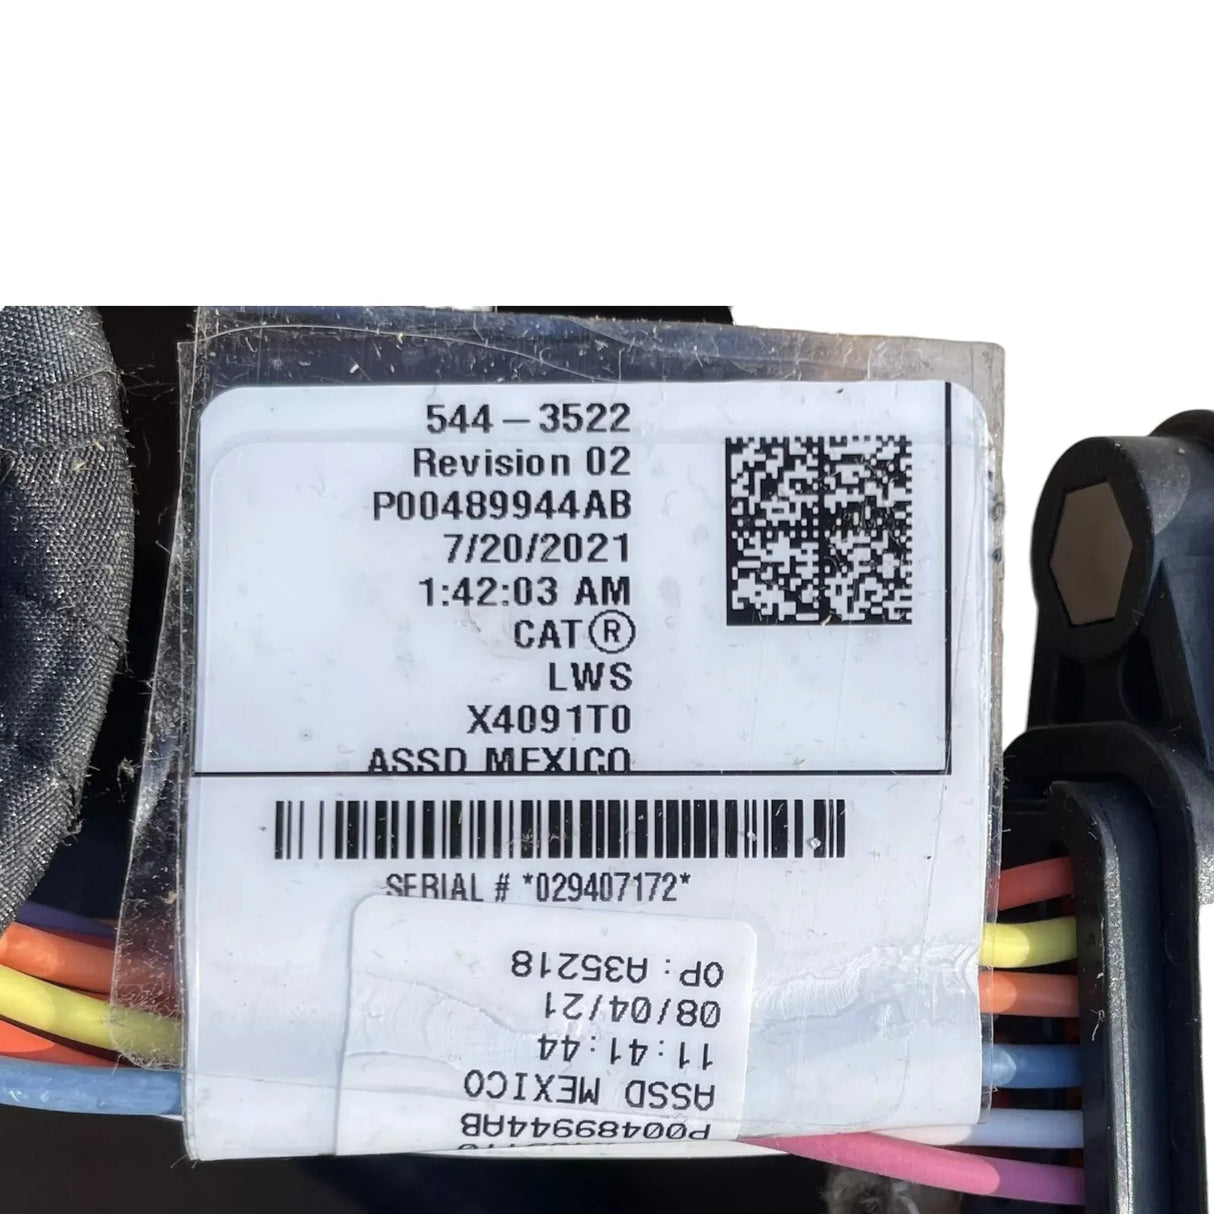 544-3522
Revision 02
P00489944AB
7/20/2021
1:42:03 AM
CAT®
LWS
X4091T0
ASSD MEXICO
SERIAL # *029407172*
OP: A35218
08/04/21
11:41:44
ASSD MEXICO
P00489944AB